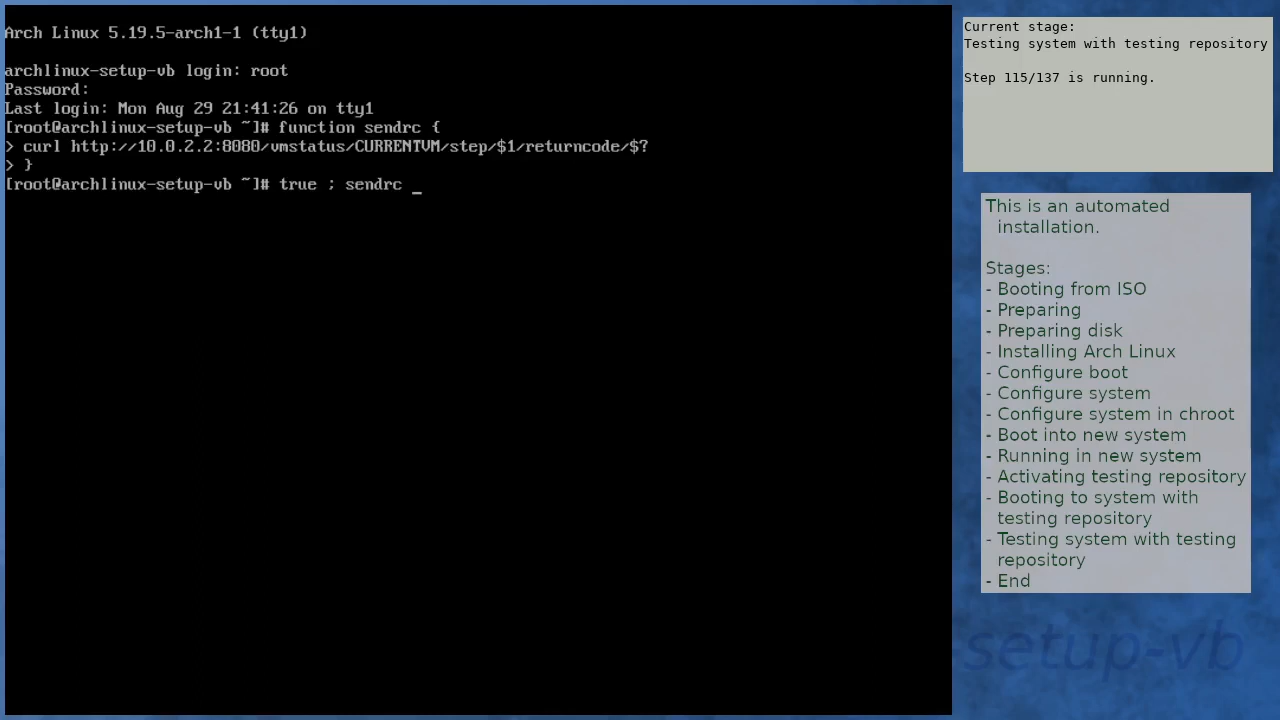 Arch Linux 5.19.5-arch1-1 (tty1)
archlinux-setup-vb login: root
Password:
Last login: Mon Aug 29 21:41:26 on tty1
[root@archlinux-setup-vb ~]# function sendrc {
> curl http://10.0.2.2:8080/vmstatus/CURRENTVM/step/$1/returncode/$?
> }
[root@archlinux-setup-vb ~]# true ; sendrc _
Current stage:
Testing system with testing repository
Step 115/137 is running.
This is an automated
installation.
Stages:
- Booting from ISO
- Preparing
- Preparing disk
- Installing Arch Linux
- Configure boot
- Configure system
- Configure system in chroot
- Boot into new system
- Running in new system
- Activating testing repository
- Booting to system with
testing repository
- Testing system with testing
repository
- End
setup-vb